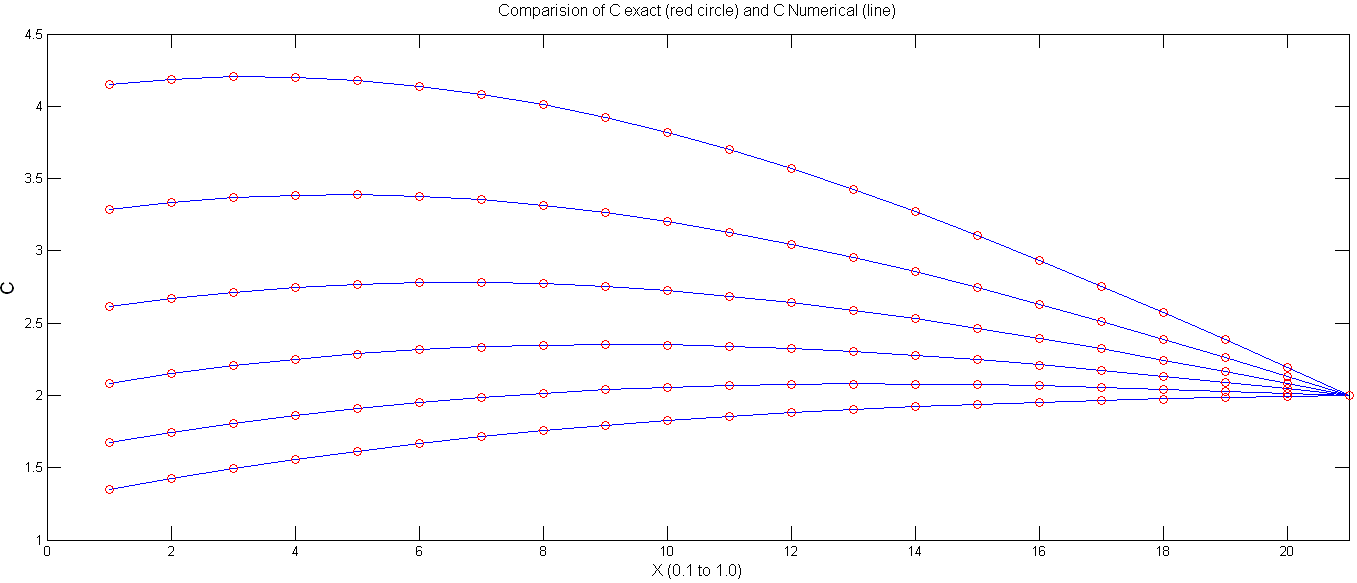 Comparision of C exact (red circle) and C Numerical (line)
4.5
4
3.5
3
2.5
2
1.5
1
C
0 2 4 6 8 10 12 14 16 18 20
X (0.1 to 1.0)